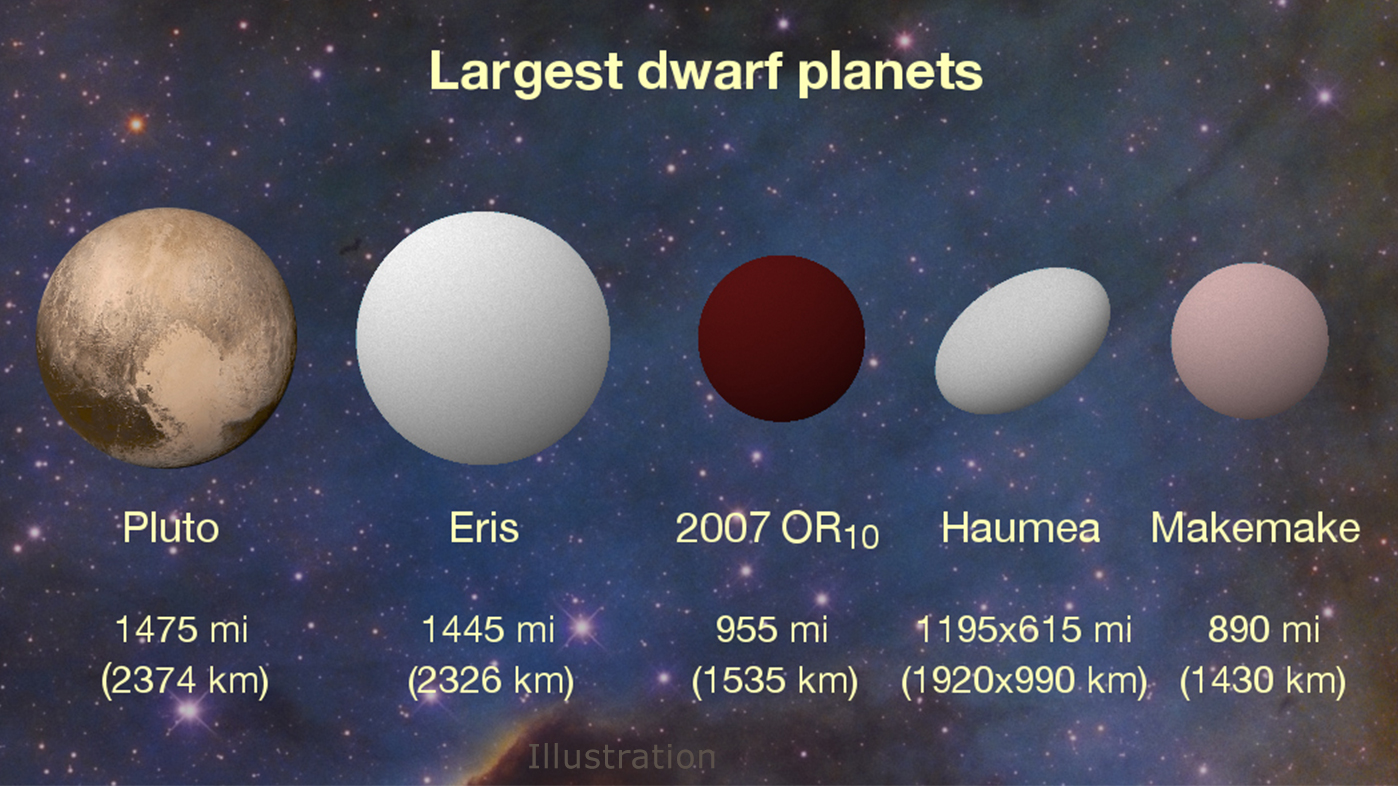 Largest dwarf planets
Pluto
Eris
2007 OR₁₀
Haumea
Makemake
1475 mi
(2374 km)
1445 mi
(2326 km)
955 mi
(1535 km)
1195x615 mi
(1920x990 km)
890 mi
(1430 km)
Illustration